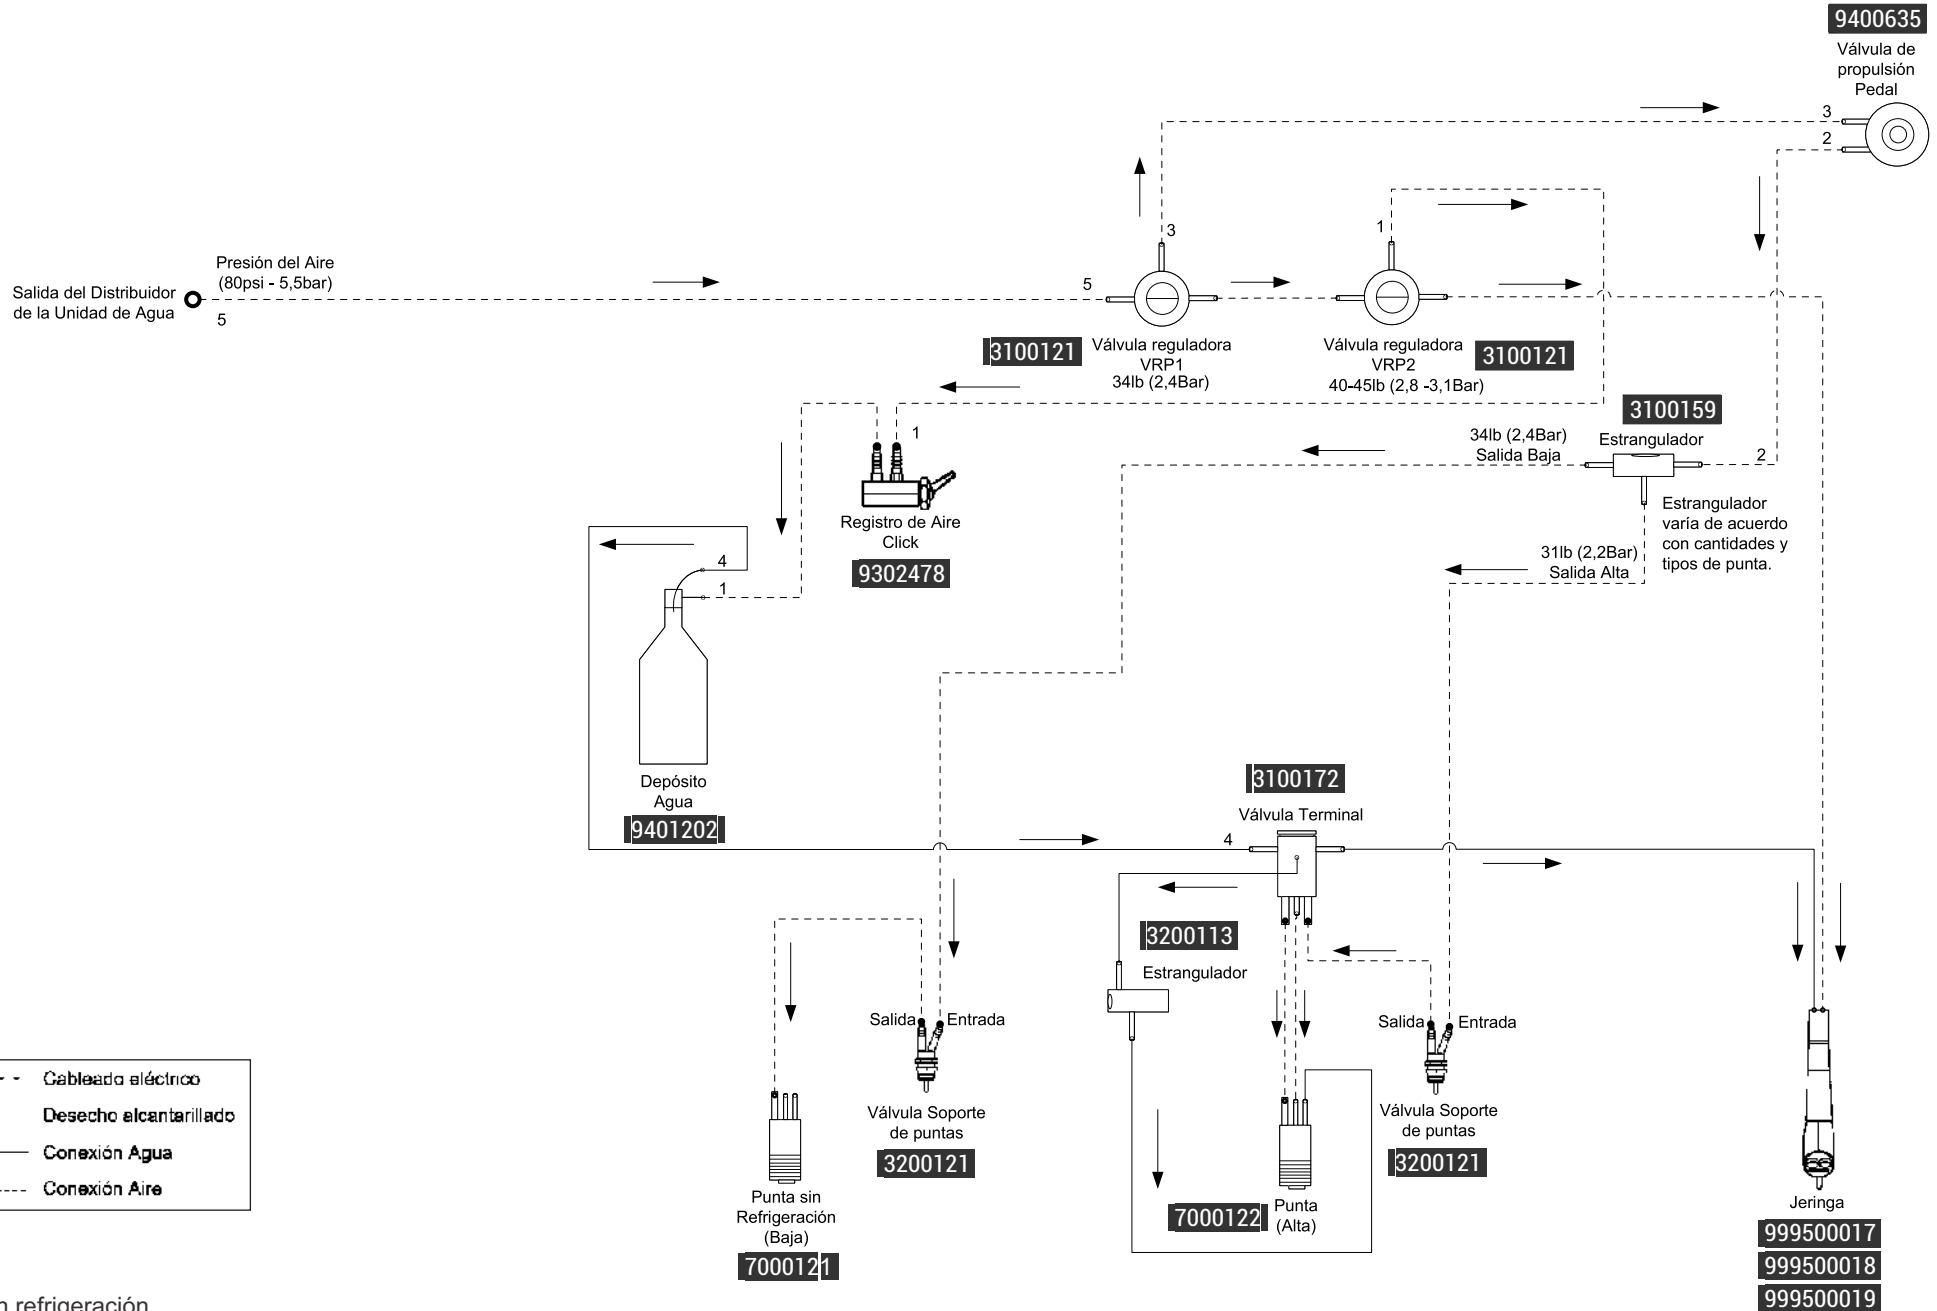 9400635
Válvula de
propulsión
Pedal
3
2
3
1
Presión del Aire
(80psi - 5,5bar)
Salida del Distribuidor
de la Unidad de Agua
5
5
3100121
Válvula reguladora
VRP1
34lb (2,4Bar)
Válvula reguladora
VRP2
40-45lb (2,8 -3,1Bar)
3100121
3100159
Estrangulador
2
34lb (2,4Bar)
Salida Baja
Estrangulador
varía de acuerdo
con cantidades y
tipos de punta.
31lb (2,2Bar)
Salida Alta
1
Registro de Aire
Click
9302478
4
1
Depósito
Agua
9401202
3100172
Válvula Terminal
4
3200113
Estrangulador
Salida
Entrada
Salida
Entrada
Válvula Soporte
de puntas
3200121
Válvula Soporte
de puntas
3200121
Punta sin
Refrigeración
(Baja)
7000121
7000122
Punta
(Alta)
Jeringa
999500017
999500018
999500019
Cableado eléctrico
Desecho alcantarillado
Conexión Agua
Conexión Aire
refrigeración